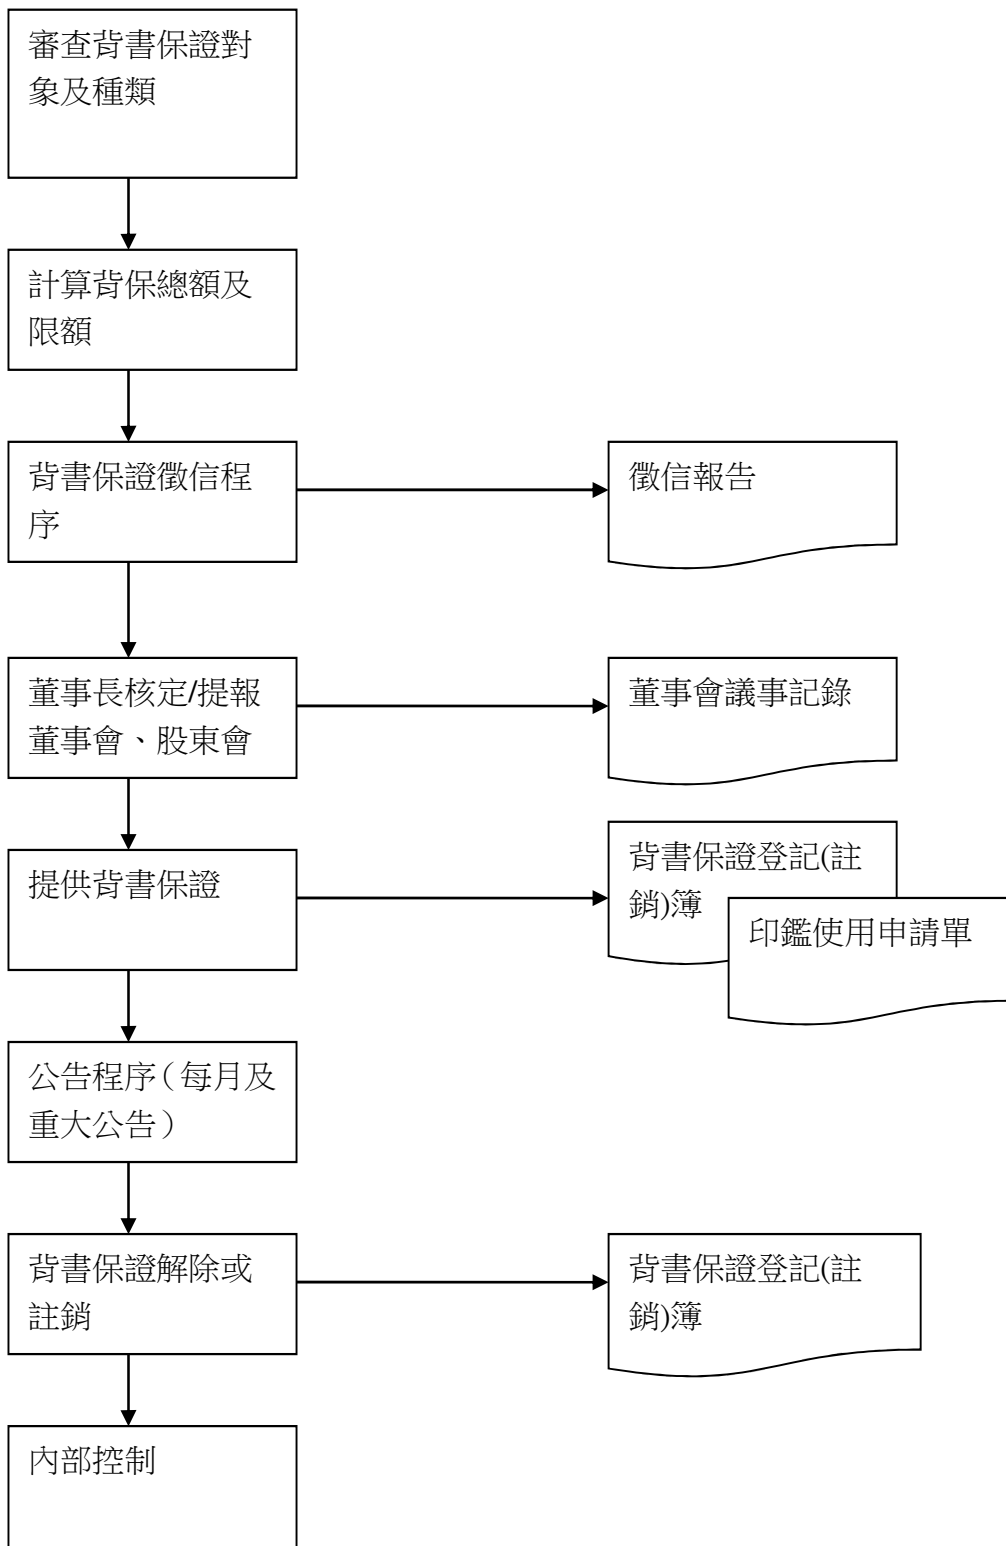 審查背書保證對
象及種類
計算背保總額及
限額
背書保證徵信程
序
徵信報告
董事長核定/提報
董事會、股東會
董事會議事記錄
提供背書保證
背書保證登記(註
銷)簿
印鑑使用申請單
公告程序（每月及
重大公告）
背書保證解除或
註銷
背書保證登記(註
銷)簿
內部控制